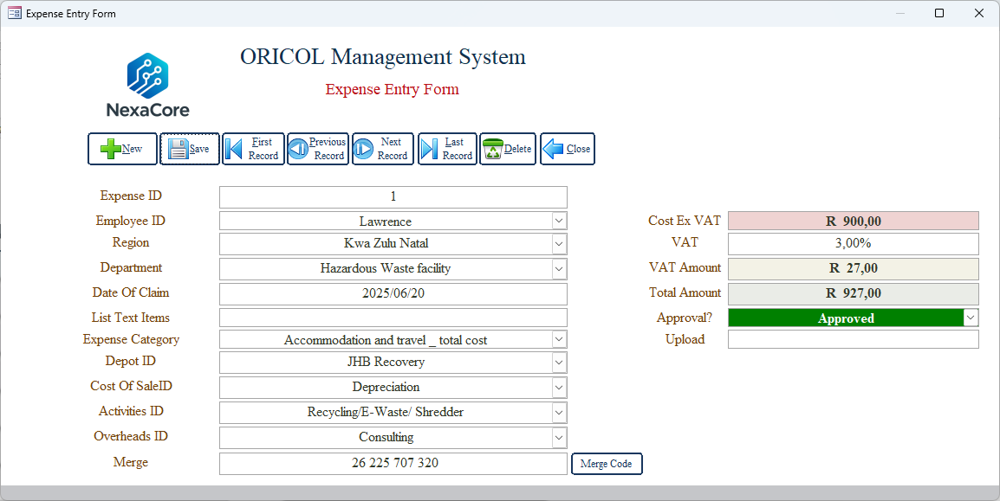 Expense Entry Form
ORICOL Management System
Expense Entry Form
NexaCore
New Save First Record Previous Record Next Record Last Record Delete Close
Expense ID 1
Employee ID Lawrence Cost Ex VAT R 900,00
Region Kwa Zulu Natal VAT 3,00%
Department Hazardous Waste facility VAT Amount R 27,00
Date Of Claim 2025/06/20 Total Amount R 927,00
List Text Items Approval? Approved
Expense Category Accommodation and travel _ total cost Upload
Depot ID JHB Recovery
Cost Of SaleID Depreciation
Activities ID Recycling/E-Waste/ Shredder
Overheads ID Consulting
Merge 26 225 707 320 Merge Code